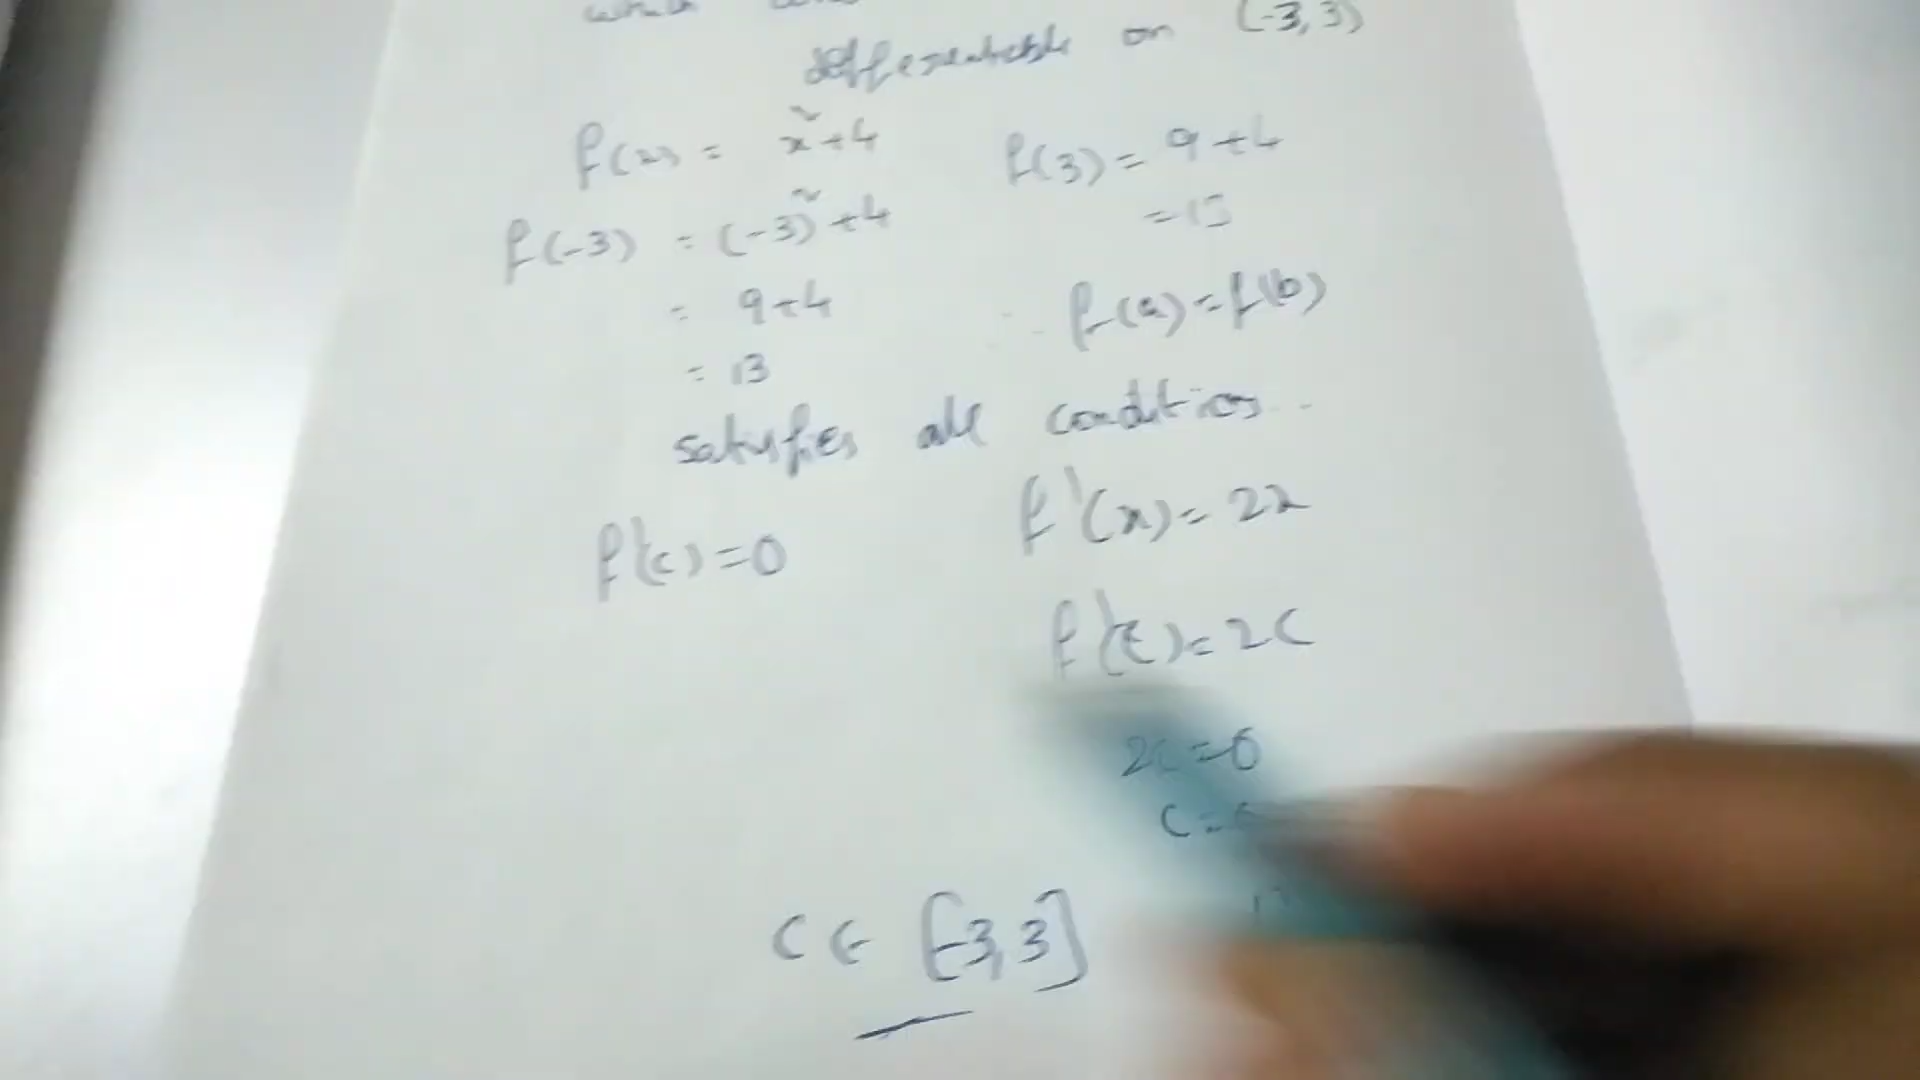 differentiable on (-3,3)
f(x) = x²+4
f(3) = 9+4
f(-3) = (-3)²+4
= 13
= 9+4
∴ f(a) = f(b)
= 13
satisfies all conditions..
f'(x) = 2x
f'(c) = 0
f'(c) = 2c
2c = 0
c = 0
c ∈ [-3,3]